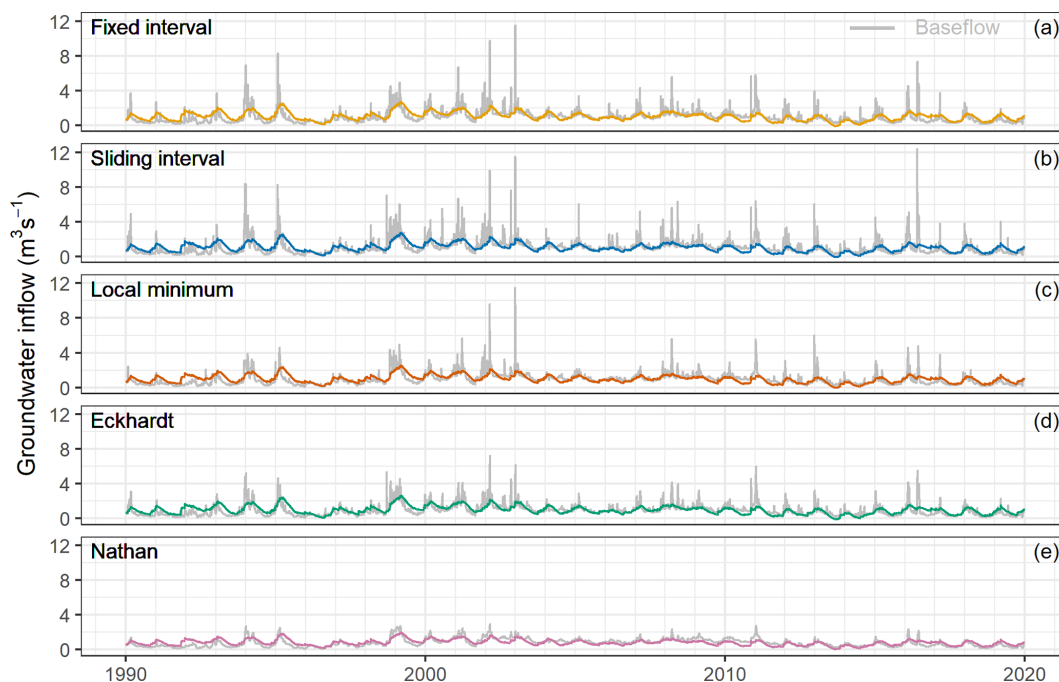 Groundwater inflow (m³s⁻¹)
Fixed interval
Baseflow
(a)
12
8
4
0
Sliding interval
(b)
12
8
4
0
Local minimum
(c)
12
8
4
0
Eckhardt
(d)
12
8
4
0
Nathan
(e)
12
8
4
0
1990 2000 2010 2020